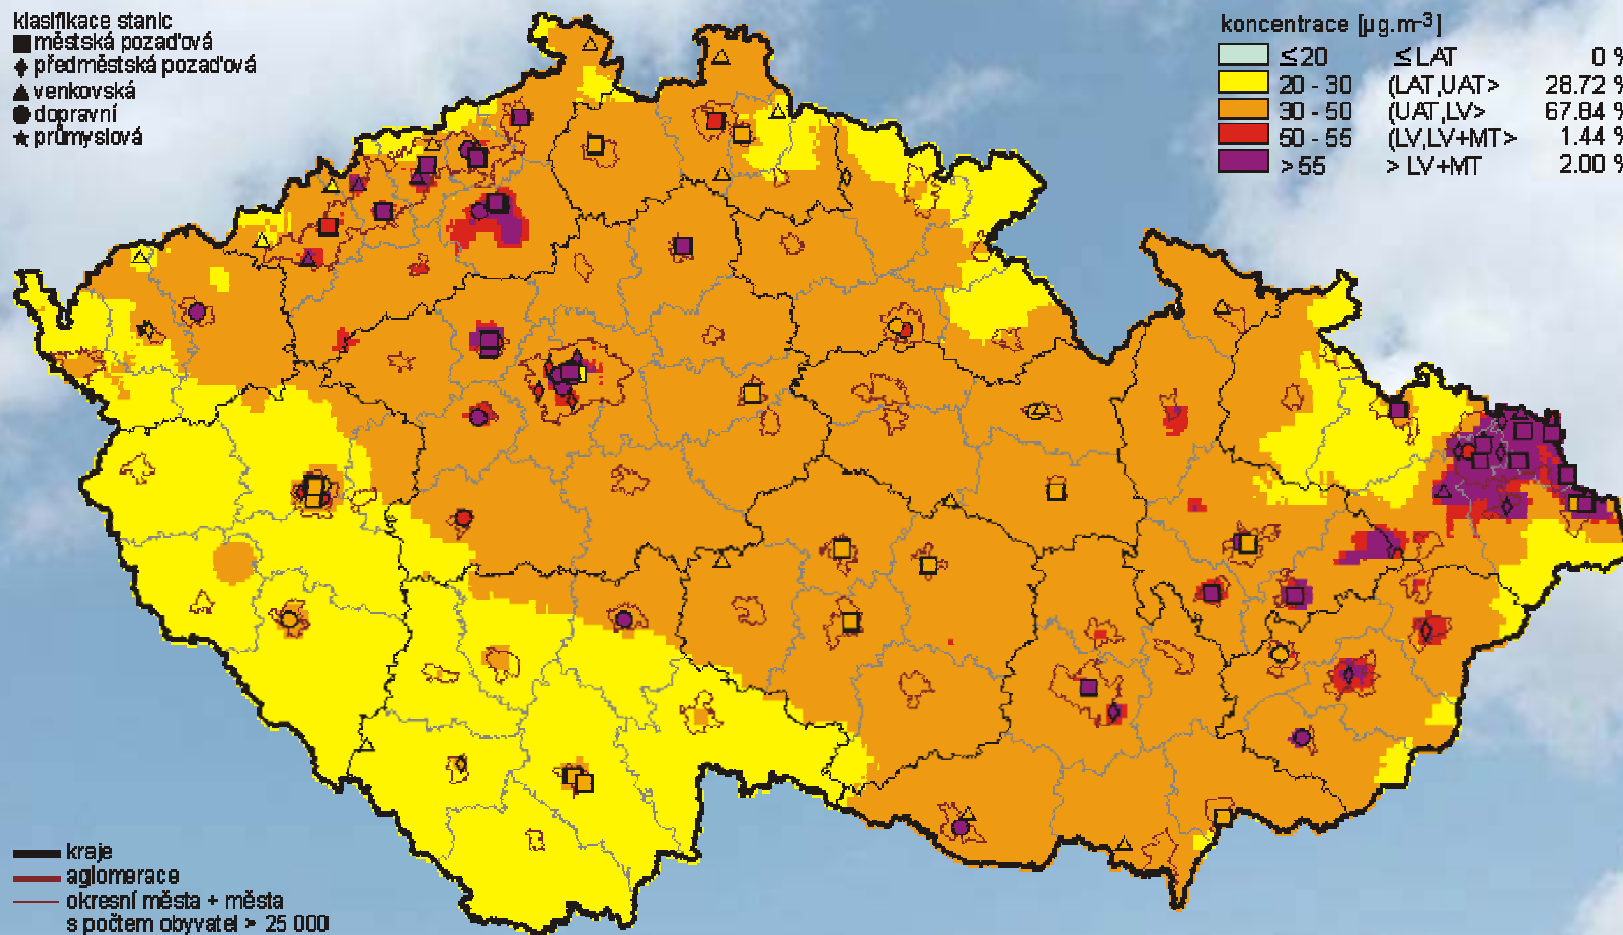 klasifikace stanic
městská pozaďová
předměstská pozaďová
venkovská
dopravní
průmyslová
koncentrace [µg.m-3]
≤20 ≤LAT 0 %
20 - 30 (LAT,UAT> 28.72 %
30 - 50 (UAT,LV> 67.84 %
50 - 55 (LV,LV+MT> 1.44 %
>55 > LV+MT 2.00 %
kraje
aglomerace
okresní města + města
s počtem obyvatel > 25 000